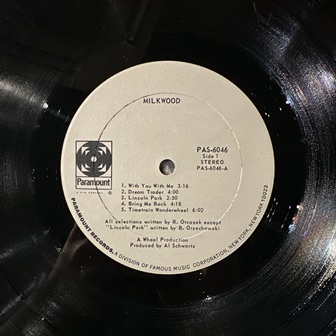 MILKWOOD
Paramount
PAS-6046
Side 1
STEREO
PAS-6046-A
1. With You With Me 3:16
2. Dream Trader 4:00
3. Lincoln Park 2:50
4. Bring Me Back 4:18
5. Timetrain Wonderwheel 6:02
All selections written by R. Otcasek except
"Lincoln Park" written by B. Orzechowski
A Wheel Production
Produced by Al Schwartz
PARAMOUNT RECORDS, A DIVISION OF FAMOUS MUSIC CORPORATION, NEW YORK, NEW YORK 10023